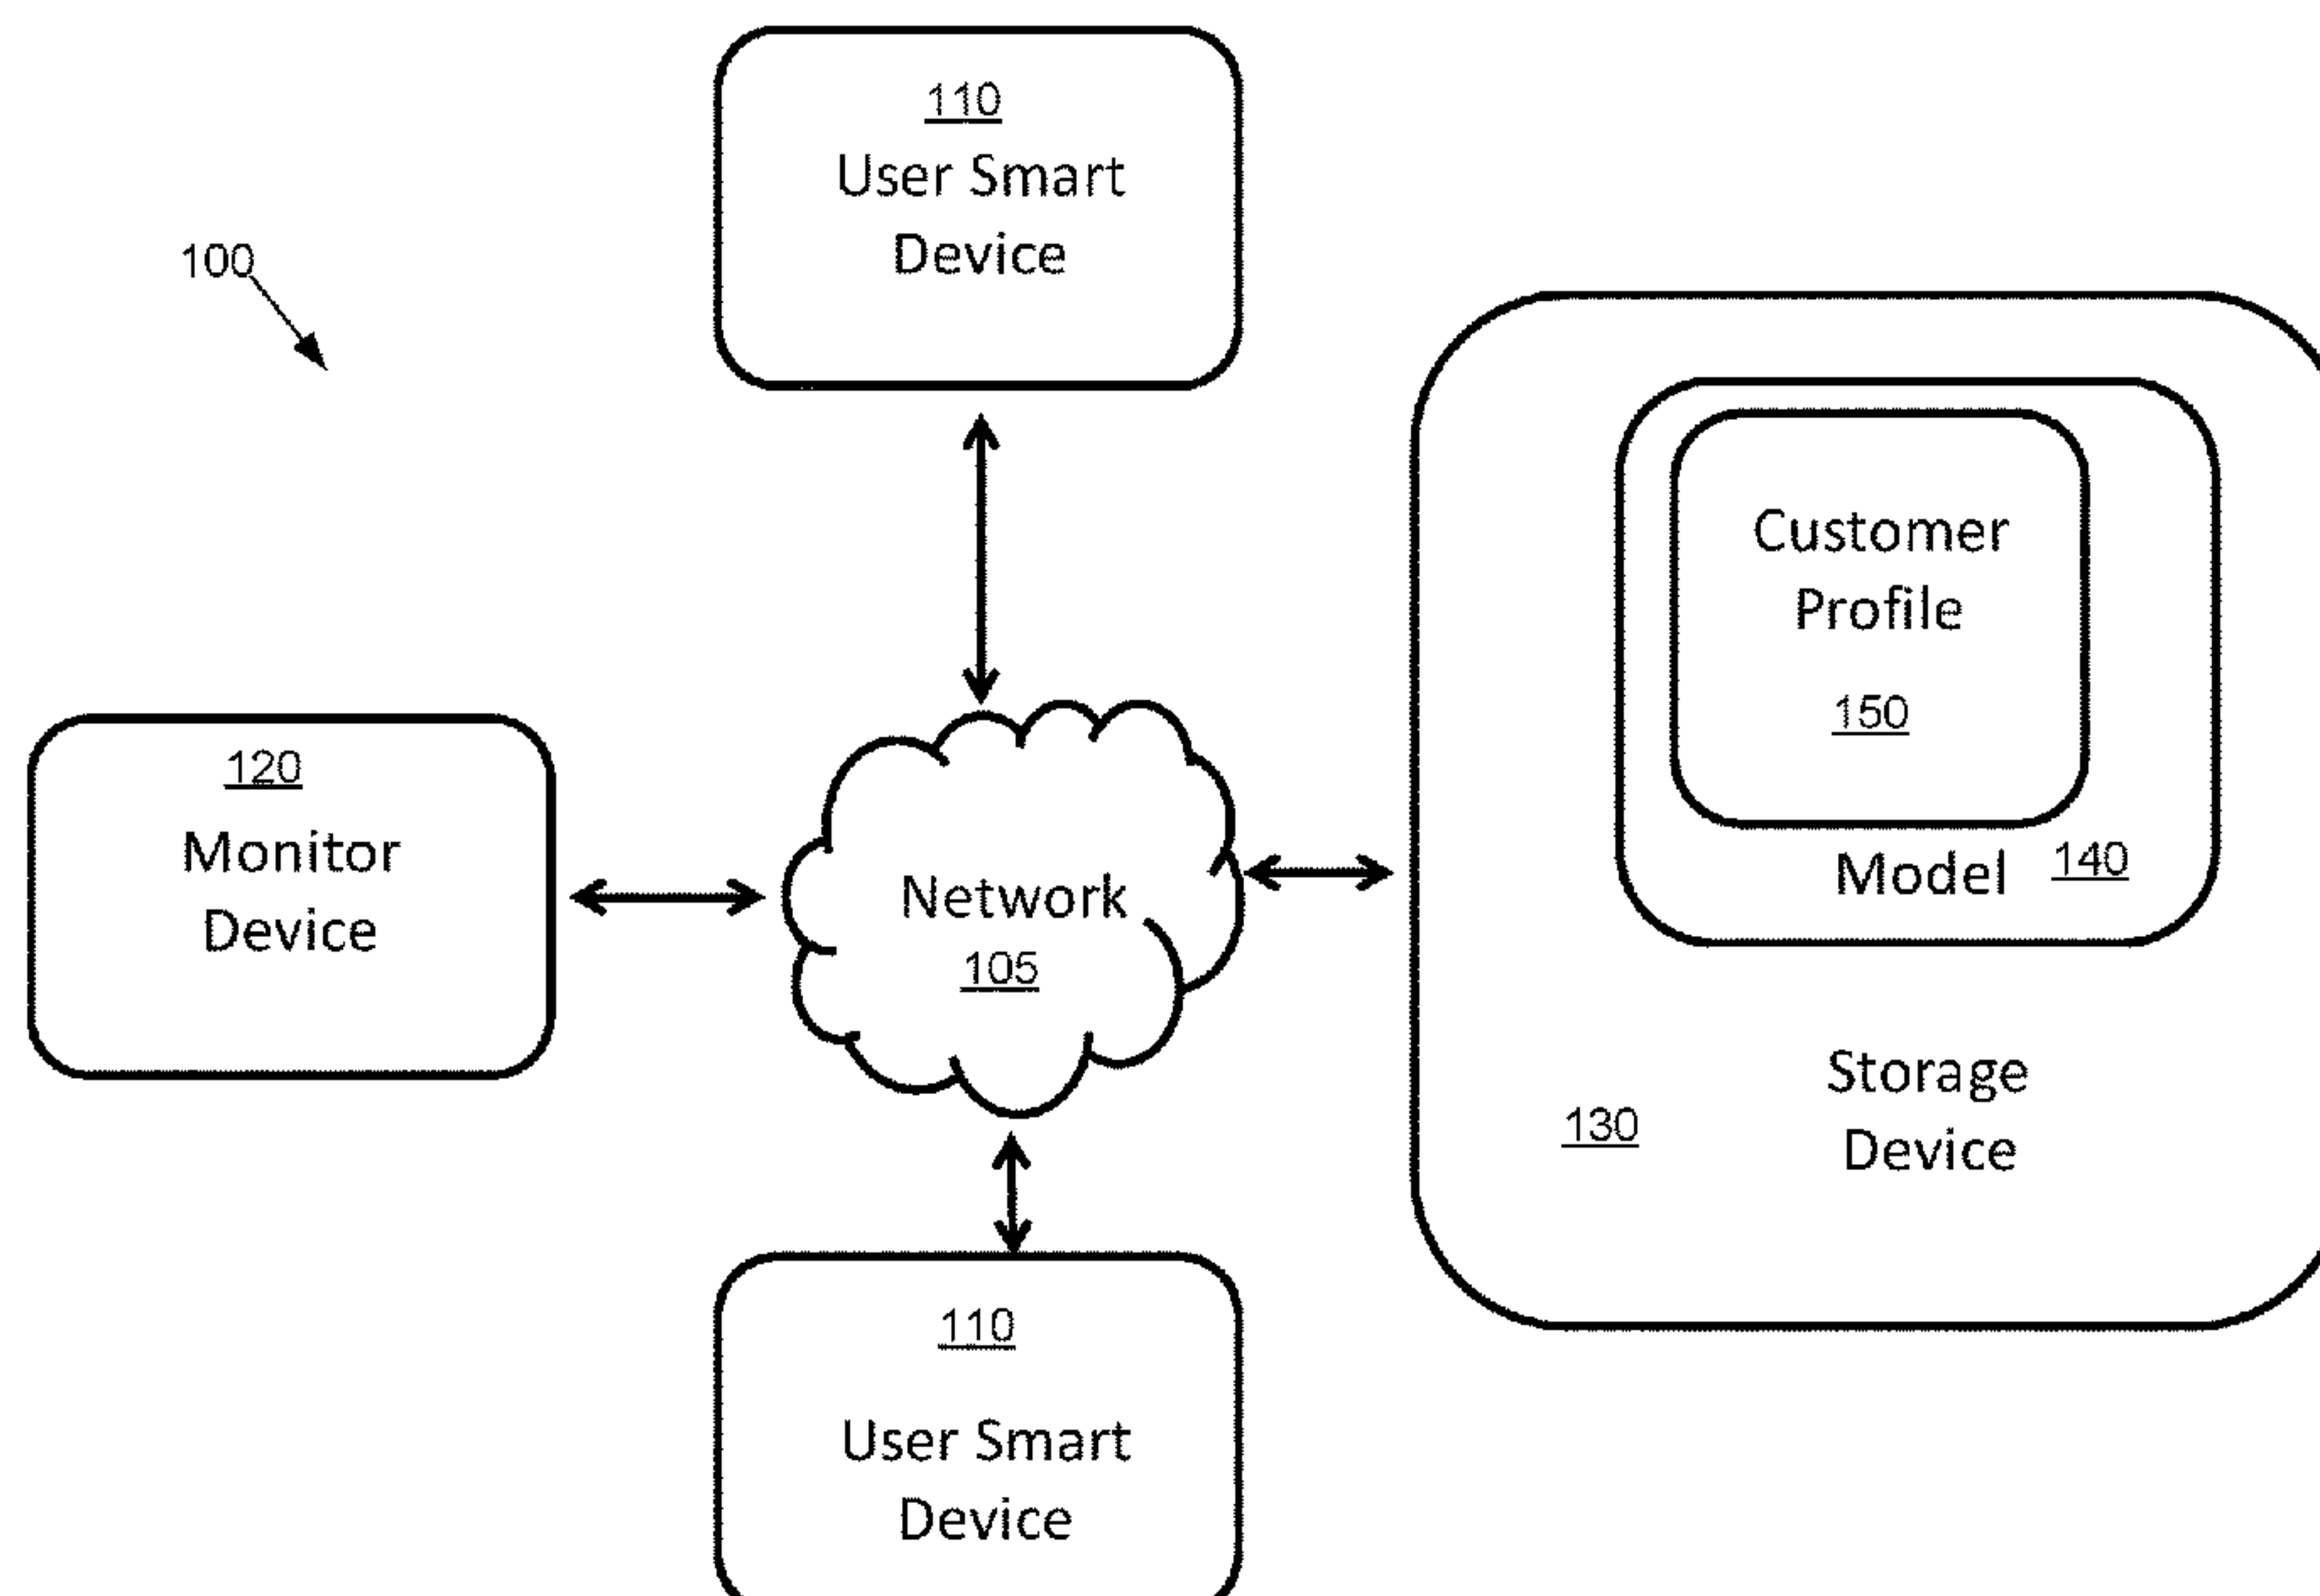 110
User Smart
Device
100
Customer
Profile
150
120
Monitor
Device
Model 140
Network
105
Storage
Device
130
110
User Smart
Device